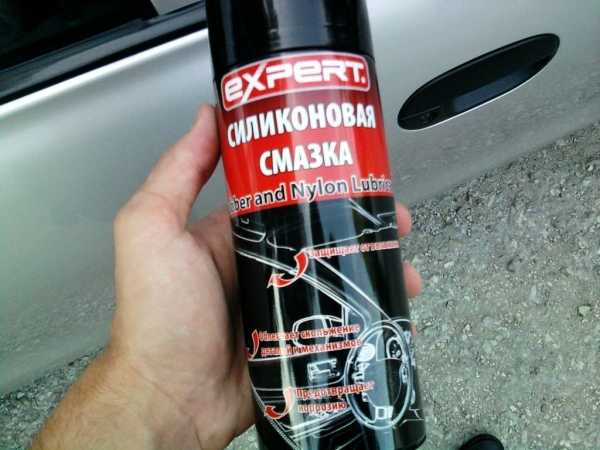 eXPERT.
СИЛИКОНОВАЯ
СМАЗКА
and Nylon
Защищает от
Облегчает скольжение
деталей и механизмов
Предотвращает
коррозию